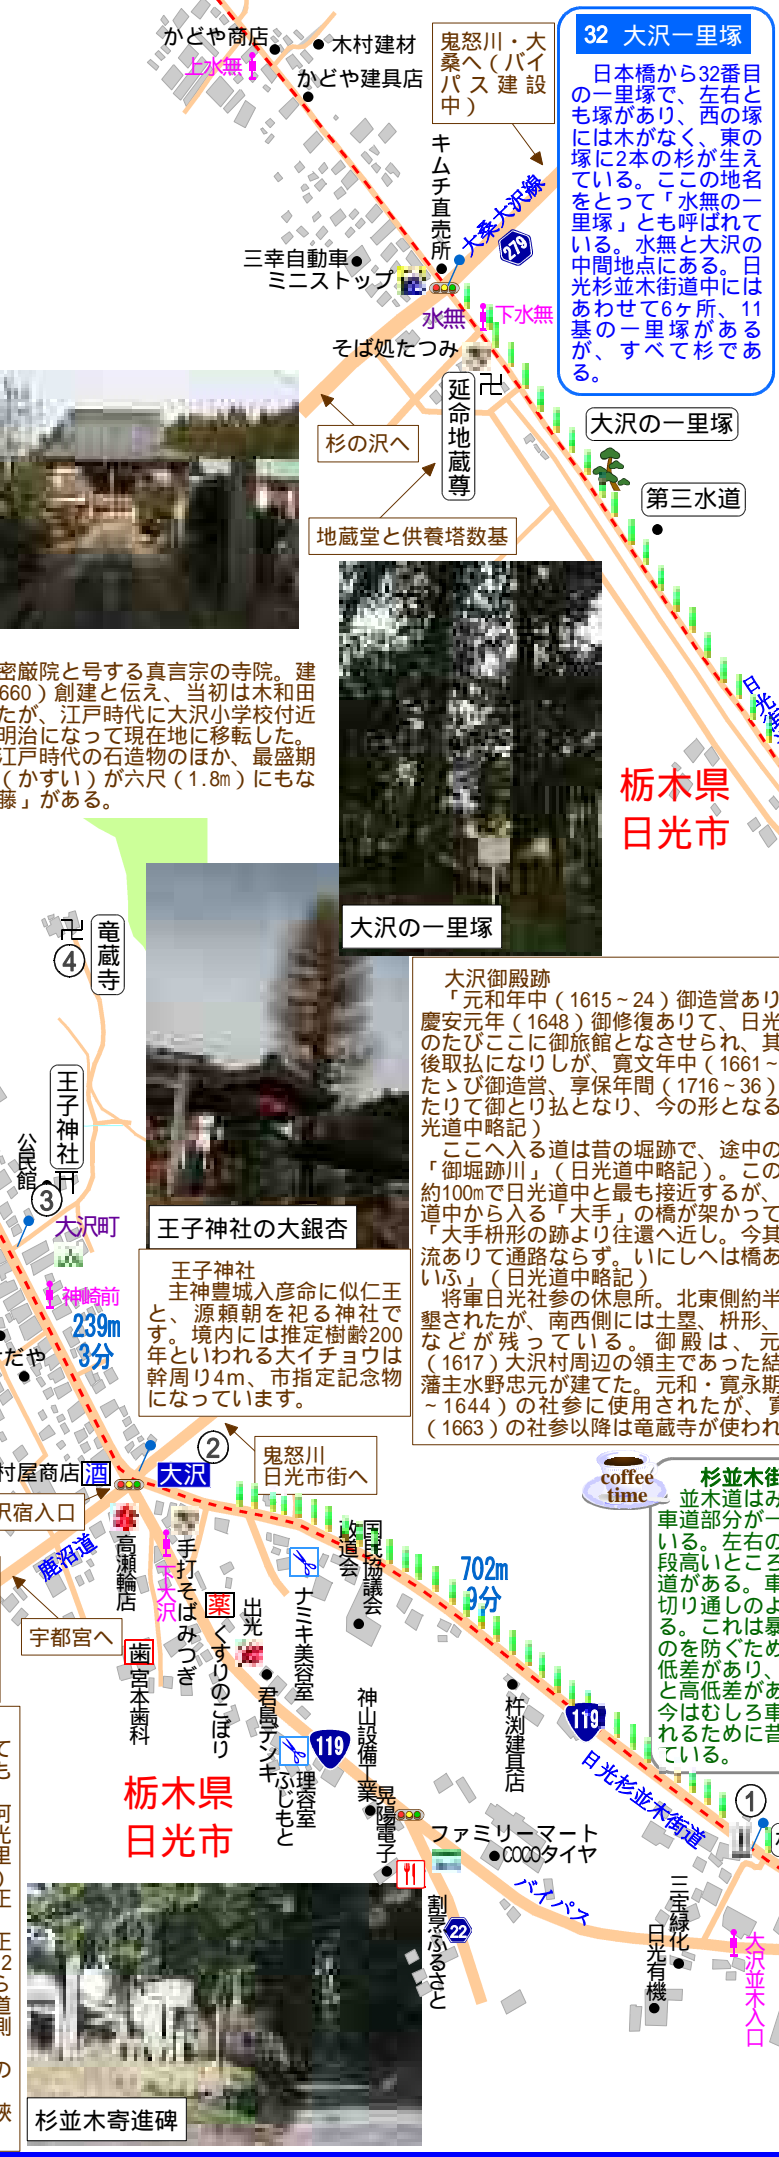 かどや商店
木村建材
上水無
かどや建具店
鬼怒川・大
桑へ(バイ
パス建設
中)
32 大沢一里塚
日本橋から32番目
の一里塚で、左右と
も塚があり、西の塚
には木がなく、東の
塚に2本の杉が生え
ている。ここの地名
をとって「水無の一
里塚」とも呼ばれて
いる。水無と大沢の
中間地点にある。日
光杉並木街道中には
あわせて6ヶ所、11
基の一里塚がある
が、すべて杉であ
る。
キムチ直売所
大桑大沢線
279
三幸自動車
ミニストップ
水無
下水無
そば処たつみ
卍
延命地蔵尊
杉の沢へ
大沢の一里塚
第三水道
地蔵堂と供養塔数基
密厳院と号する真言宗の寺院。建
660)創建と伝え、当初は木和田
たが、江戸時代に大沢小学校付近
明治になって現在地に移転した。
江戸時代の石造物のほか、最盛期
(かすい)が六尺(1.8m)にもな
藤」がある。
日光街
栃木県
日光市
大沢の一里塚
卍
④
竜蔵寺
王子神社
公民館
③
大沢町
神崎前
239m
3分
だや
王子神社の大銀杏
王子神社
主神豊城入彦命に似仁王
と、源頼朝を祀る神社で
す。境内には推定樹齢200
年といわれる大イチョウは
幹周り4m、市指定記念物
になっています。
大沢御殿跡
「元和年中(1615~24)御造営あり
慶安元年(1648)御修復ありて、日光
のたびここに御旅館となさせられ、其
後取払になりしが、寛文年中(1661~
たゝび御造営、享保年間(1716~36)
たりて御とり払となり、今の形となる
光道中略記)
ここへ入る道は昔の堀跡で、途中の
「御堀跡川」(日光道中略記)。この
約100mで日光道中と最も接近するが、
道中から入る「大手」の橋が架かって
「大手枡形の跡より往還へ近し。今其
流ありて通路ならず。いにしへは橋あ
いふ」(日光道中略記)
将軍日光社参の休息所。北東側約半
墾されたが、南西側には土塁、枡形、
などが残っている。御殿は、元
(1617)大沢村周辺の領主であった結
藩主水野忠元が建てた。元和・寛永期
~1644)の社参に使用されたが、寛
(1663)の社参以降は竜蔵寺が使われ
村屋商店
酒
大沢
②
鬼怒川
日光市街へ
沢宿入口
鹿沼道
高瀬輪店
下大沢
手打そばみつぎ
宇都宮へ
歯
宮本歯科
薬
くすりのこぼり
出光
君島デンキ
ナミキ美容室
政道会
国民協議会
702m
9分
coffee
time
杉並木街
並木道はみ
車道部分が一
いる。左右の
段高いところ
道がある。車
切り通しのよ
る。これは暴
のを防ぐため
低差があり、
と高低差があ
今はむしろ車
れるために昔
ている。
理容室
ふじもと
119
神山設備工業
晃陽電子
杵渕建具店
119
日光杉並木街道
①
栃木県
日光市
ファミリーマート
COCOタイヤ
割烹ふるさと
22
バイパス
三宝緑化
日光有機
大沢並木入口
ても
河
光
里
)
正
正
2
ら
道
側
の
峡
杉並木寄進碑